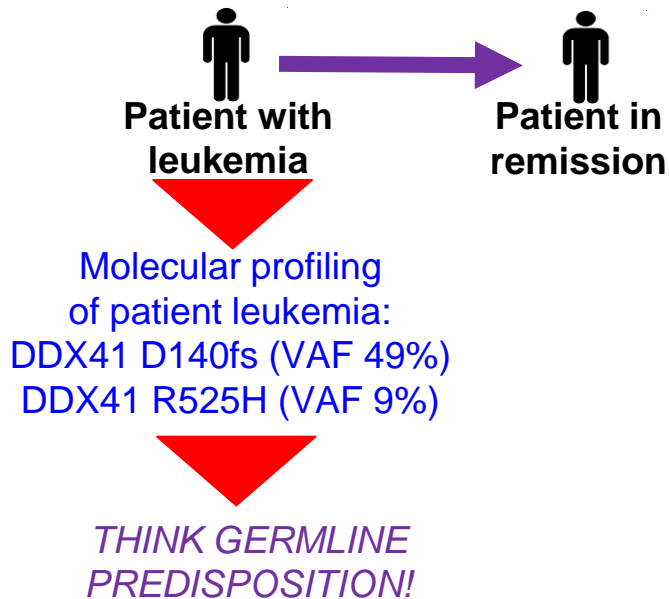 Patient with
leukemia
Patient in
remission
Molecular profiling
of patient leukemia:
DDX41 D140fs (VAF 49%)
DDX41 R525H (VAF 9%)
THINK GERMLINE
PREDISPOSITION!